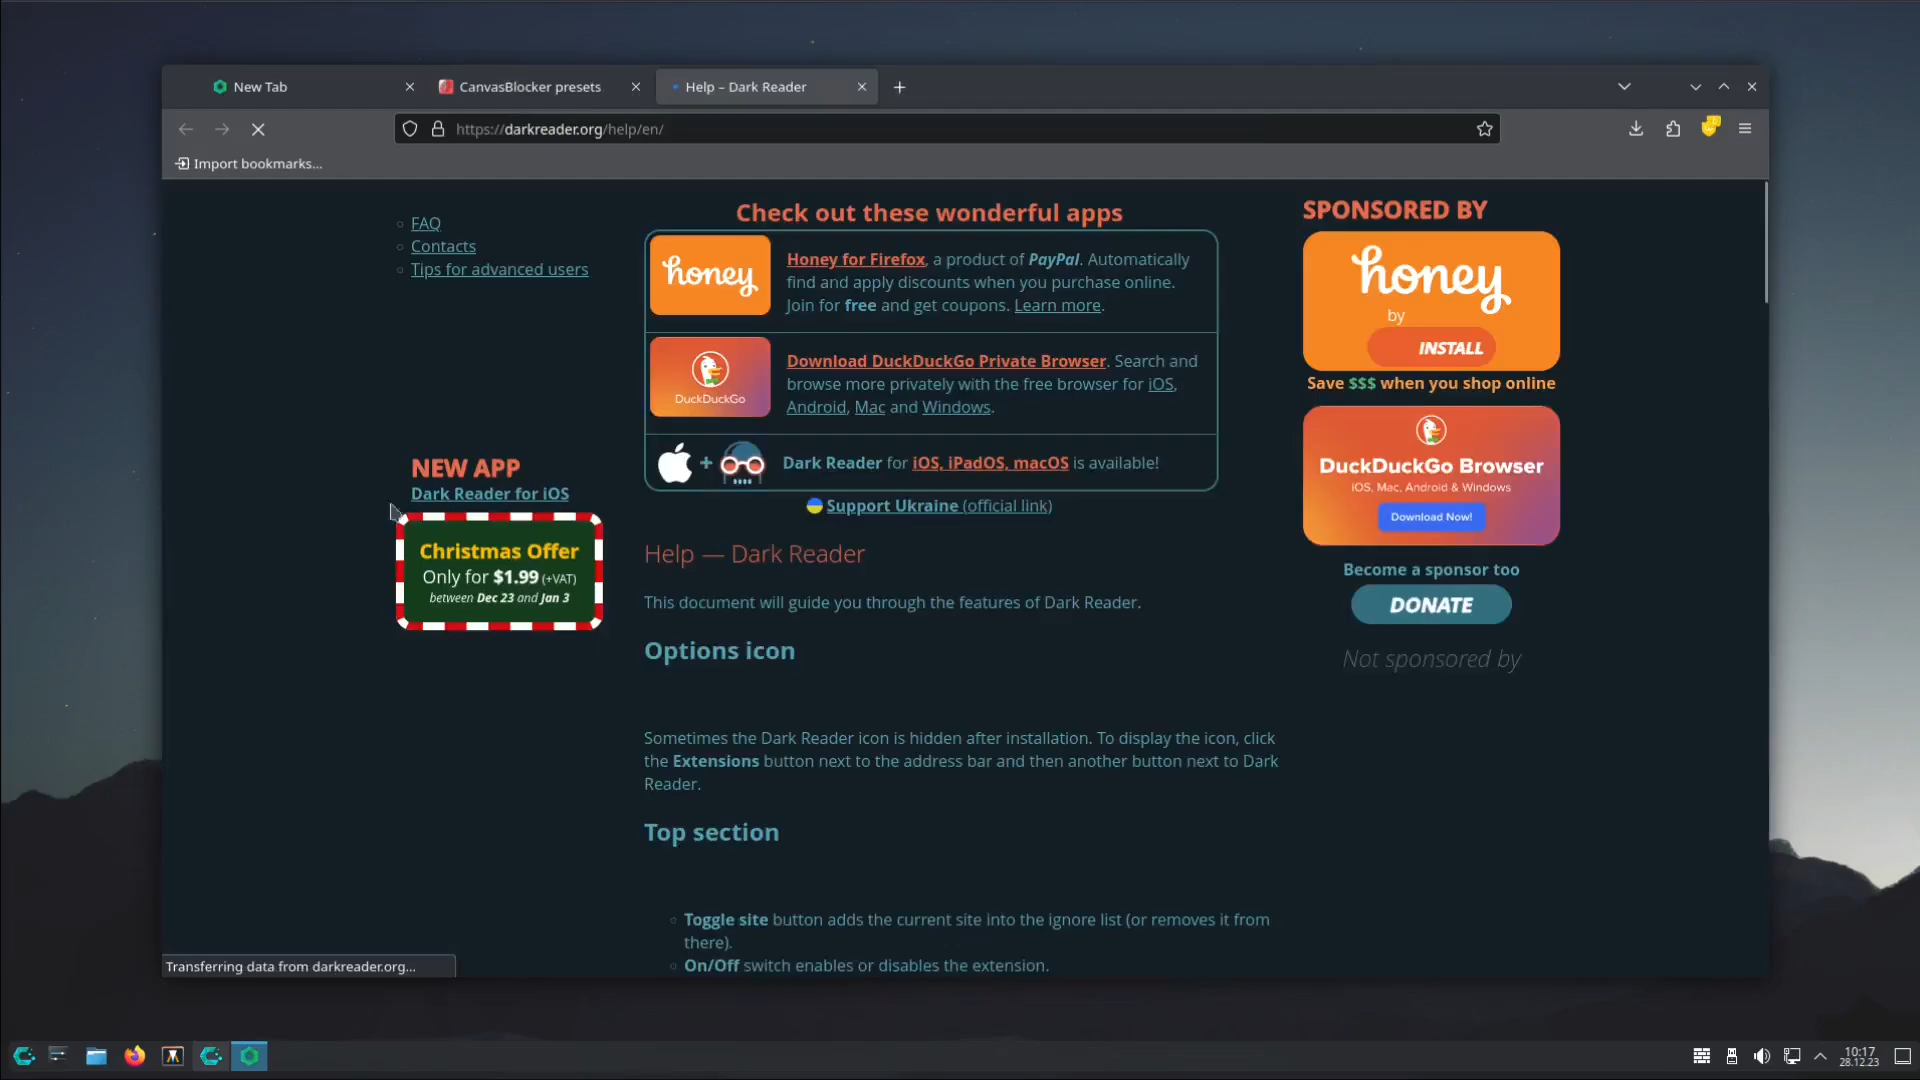 New Tab
CanvasBlocker presets
Help – Dark Reader
https://darkreader.org/help/en/
Import bookmarks...
FAQ
Contacts
Tips for advanced users
NEW APP
Dark Reader for iOS
Christmas Offer
Only for $1.99 (+VAT)
between Dec 23 and Jan 3
Check out these wonderful apps
honey
Honey for Firefox, a product of PayPal. Automatically
find and apply discounts when you purchase online.
Join for free and get coupons. Learn more.
DuckDuckGo
Download DuckDuckGo Private Browser. Search and
browse more privately with the free browser for iOS,
Android, Mac and Windows.
+
Dark Reader for iOS, iPadOS, macOS is available!
Support Ukraine (official link)
Help — Dark Reader
This document will guide you through the features of Dark Reader.
Options icon
Sometimes the Dark Reader icon is hidden after installation. To display the icon, click
the Extensions button next to the address bar and then another button next to Dark
Reader.
Top section
Toggle site button adds the current site into the ignore list (or removes it from
there).
On/Off switch enables or disables the extension.
SPONSORED BY
honey
by
INSTALL
Save $$$ when you shop online
DuckDuckGo Browser
iOS, Mac, Android & Windows
Download Now!
Become a sponsor too
DONATE
Not sponsored by
Transferring data from darkreader.org...
10:17
28.12.23